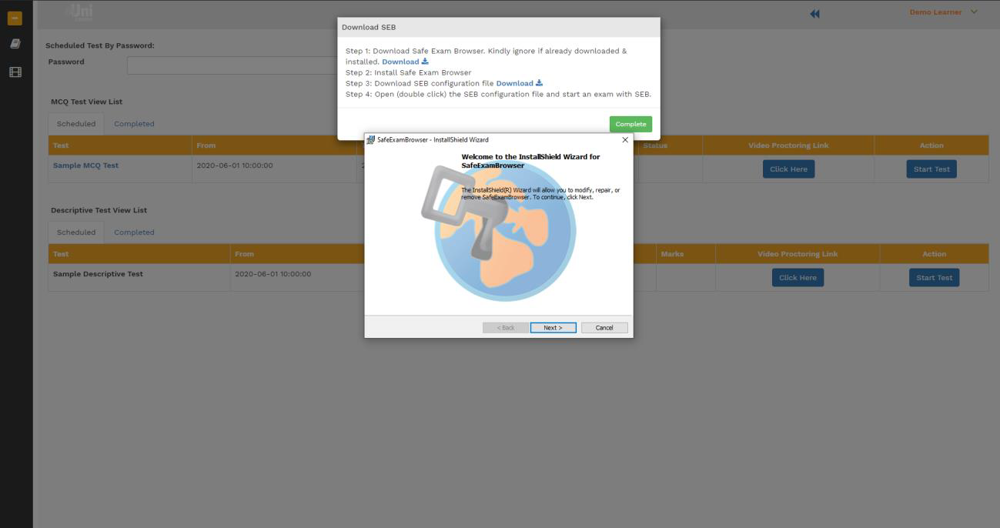 Uni
Demo Learner
Download SEB
Scheduled Test By Password:
Password
Step 1: Download Safe Exam Browser. Kindly ignore if already downloaded &
installed. Download
Step 2: Install Safe Exam Browser
Step 3: Download SEB configuration file Download
Step 4: Open (double click) the SEB configuration file and start an exam with SEB.
Complete
MCQ Test View List
Scheduled Completed
Test From Status Video Proctoring Link Action
Sample MCQ Test 2020-06-01 10:00:00 2 Click Here Start Test
SafeExamBrowser - InstallShield Wizard
Welcome to the InstallShield Wizard for
SafeExamBrowser
The InstallShield(R) Wizard will allow you to modify, repair, or
remove SafeExamBrowser. To continue, click Next.
< Back Next > Cancel
Descriptive Test View List
Scheduled Completed
Test From Marks Video Proctoring Link Action
Sample Descriptive Test 2020-06-01 10:00:00 Click Here Start Test